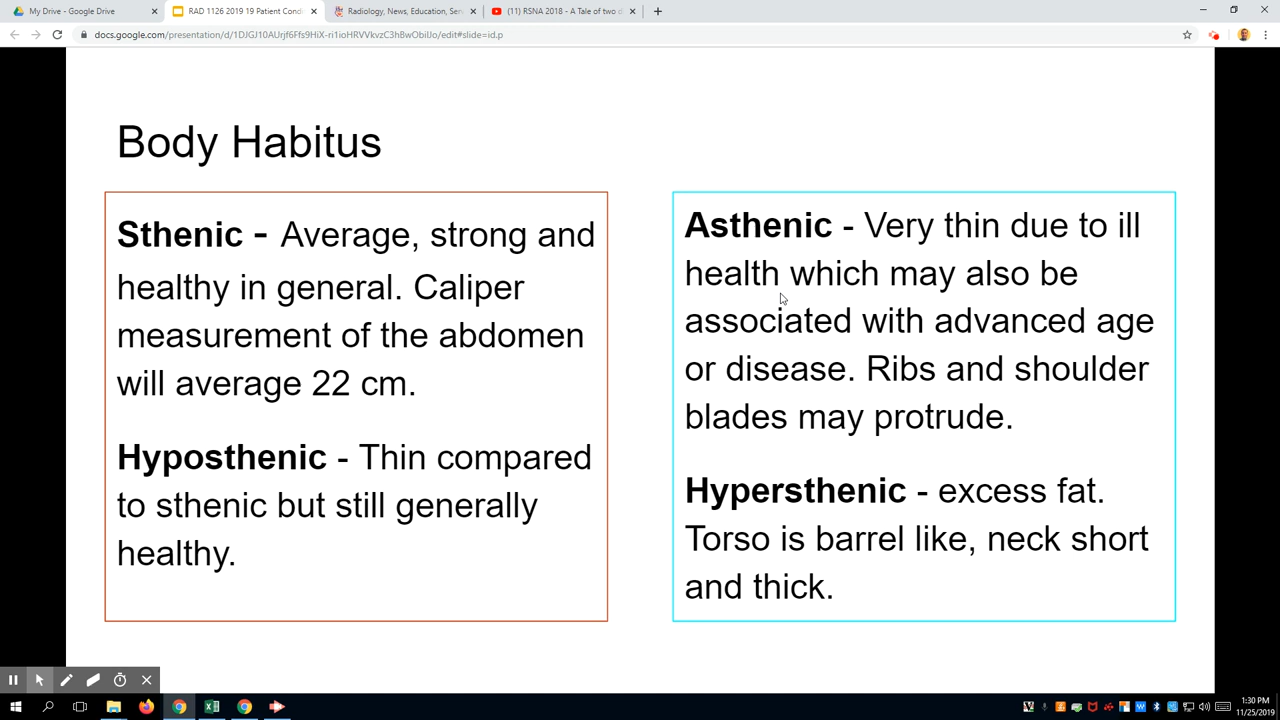 My Drive - Google Drive
RAD 1126 2019 19 Patient Cond
Radiology, News, Education, Ser
(11) RSNA 2018 - A Tale of two d
docs.google.com/presentation/d/1DJGJ10AUrjf6Ffs9HiX-ri1ioHRVVkvzC3hBwObiIJo/edit#slide=id.p
Body Habitus
Sthenic - Average, strong and
healthy in general. Caliper
measurement of the abdomen
will average 22 cm.
Hyposthenic - Thin compared
to sthenic but still generally
healthy.
Asthenic - Very thin due to ill
health which may also be
associated with advanced age
or disease. Ribs and shoulder
blades may protrude.
Hypersthenic - excess fat.
Torso is barrel like, neck short
and thick.
1:30 PM
11/25/2019